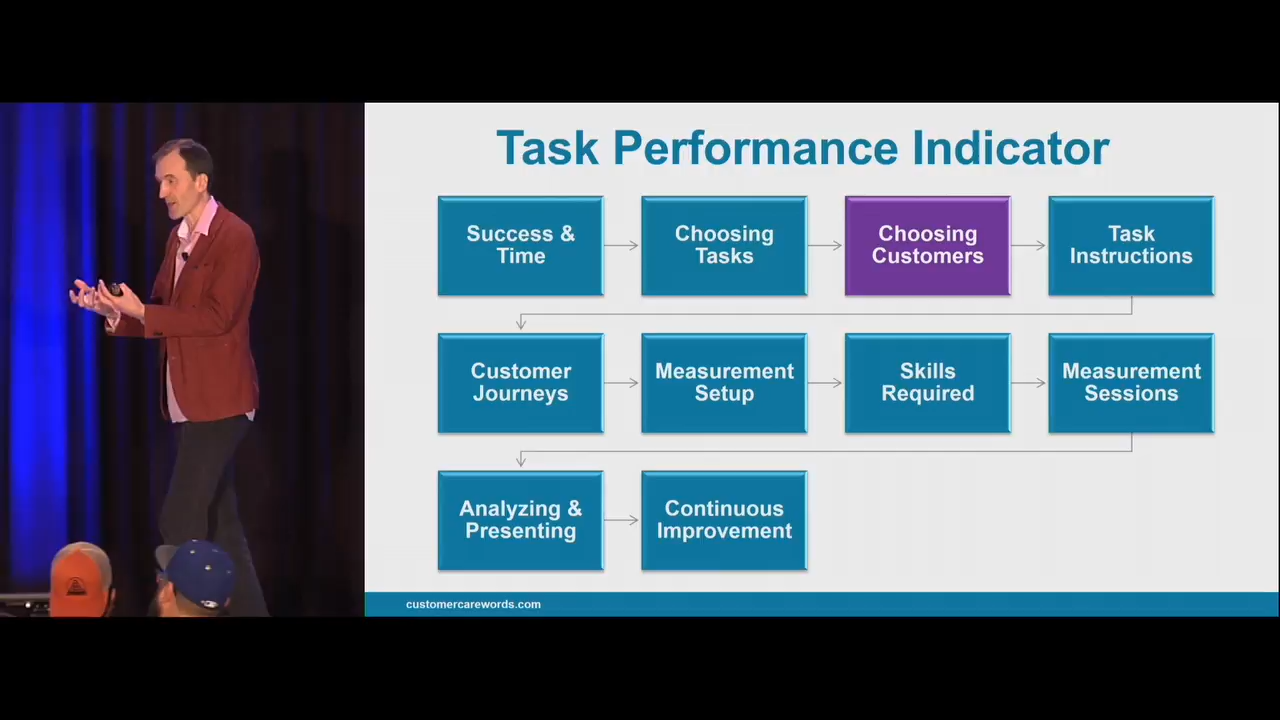 Task Performance Indicator
Success &
Time
Choosing
Tasks
Choosing
Customers
Task
Instructions
Customer
Journeys
Measurement
Setup
Skills
Required
Measurement
Sessions
Analyzing &
Presenting
Continuous
Improvement
customercarewords.com